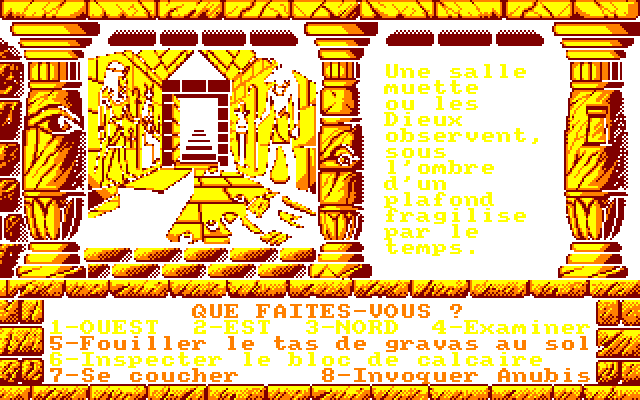 Une salle
muette
ou les
Dieux
observent,
sous
l'ombre
d'un
plafond
fragilise
par le
temps.
QUE FAITES-VOUS ?
1-OUEST 2-EST 3-NORD 4-Examiner
5-Fouiller le tas de gravas au sol
6-Inspecter le bloc de calcaire
7-Se coucher 8-Invoquer Anubis